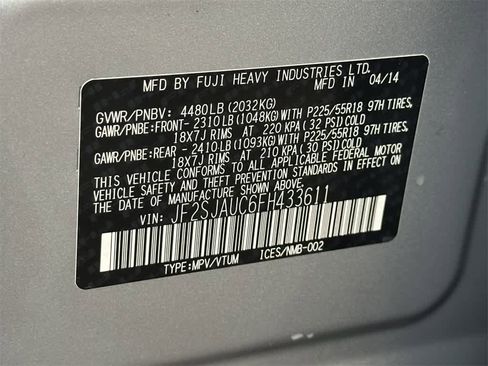 MFD BY FUJI HEAVY INDUSTRIES LTD.
MFD. IN 04/14
GVWR/PNBV: 4480LB(2032KG)
GAWR/PNBE:FRONT-2310LB(1048KG)WITH P225/55R18 97H TIRES,
18X7J RIMS AT 220 KPA(32 PSI)COLD
GAWR/PNBE:REAR -2410LB(1093KG)WITH P225/55R18 97H TIRES,
18X7J RIMS AT 210 KPA(30 PSI)COLD
THIS VEHICLE CONFORMS TO ALL APPLICABLE FEDERAL MOTOR
VEHICLE SAFETY AND BUMPER STANDARDS IN EFFECT ON THE
DATE OF MANUFACTURE SHOWN ABOVE.
VIN: JF2SJAUC6FH433611
TYPE:MPV/VTUM ICES/NMB-002